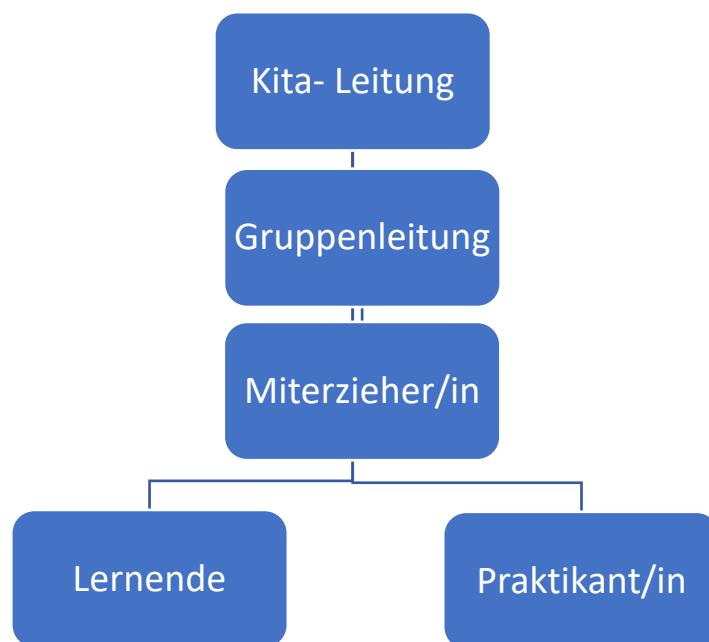 Kita- Leitung
Gruppenleitung
Miterzieher/in
Lernende
Praktikant/in